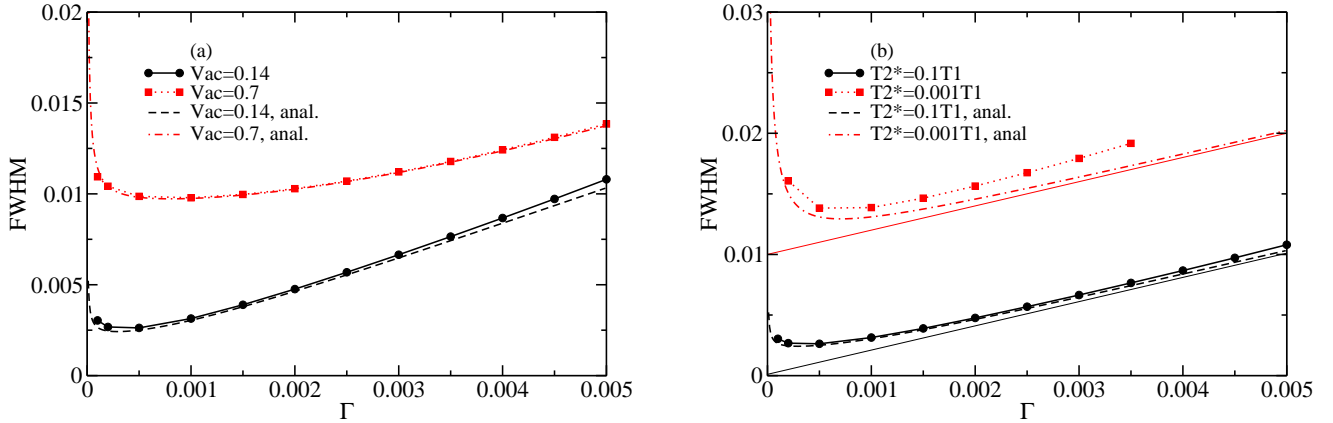 (a)
Vac=0.14
Vac=0.7
Vac=0.14, anal.
Vac=0.7, anal.
FWHM
0.02
0.015
0.01
0.005
0
0 0.001 0.002 0.003 0.004 0.005
Γ
(b)
T2*=0.1T1
T2*=0.001T1
T2*=0.1T1, anal.
T2*=0.001T1, anal
FWHM
0.03
0.02
0.01
0.00
0 0.001 0.002 0.003 0.004 0.005
Γ